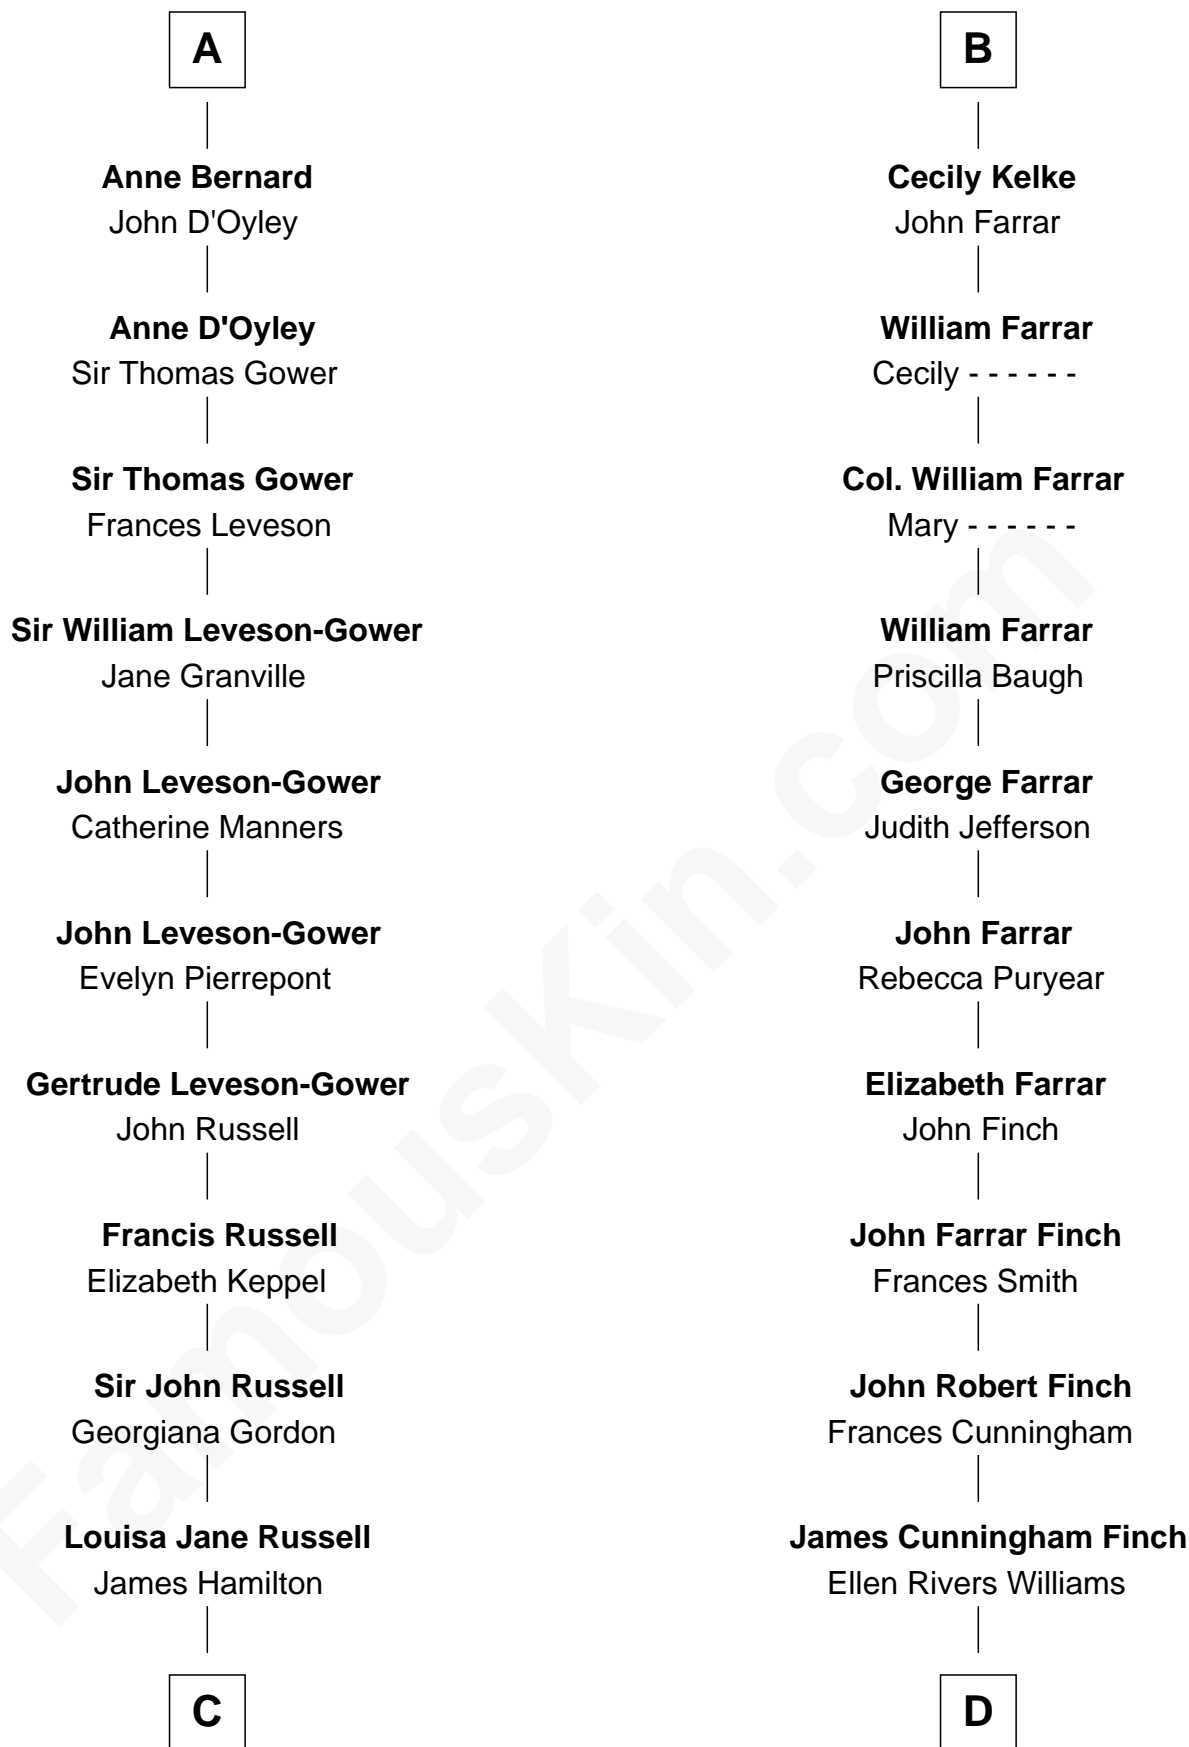 A
Anne Bernard
John D'Oyley
Anne D'Oyley
Sir Thomas Gower
Sir Thomas Gower
Frances Leveson
Sir William Leveson-Gower
Jane Granville
John Leveson-Gower
Catherine Manners
John Leveson-Gower
Evelyn Pierrepont
Gertrude Leveson-Gower
John Russell
Francis Russell
Elizabeth Keppel
Sir John Russell
Georgiana Gordon
Louisa Jane Russell
James Hamilton
C
B
Cecily Kelke
John Farrar
William Farrar
Cecily - - - - - -
Col. William Farrar
Mary - - - - - -
William Farrar
Priscilla Baugh
George Farrar
Judith Jefferson
John Farrar
Rebecca Puryear
Elizabeth Farrar
John Finch
John Farrar Finch
Frances Smith
John Robert Finch
Frances Cunningham
James Cunningham Finch
Ellen Rivers Williams
D
FamousKin.com